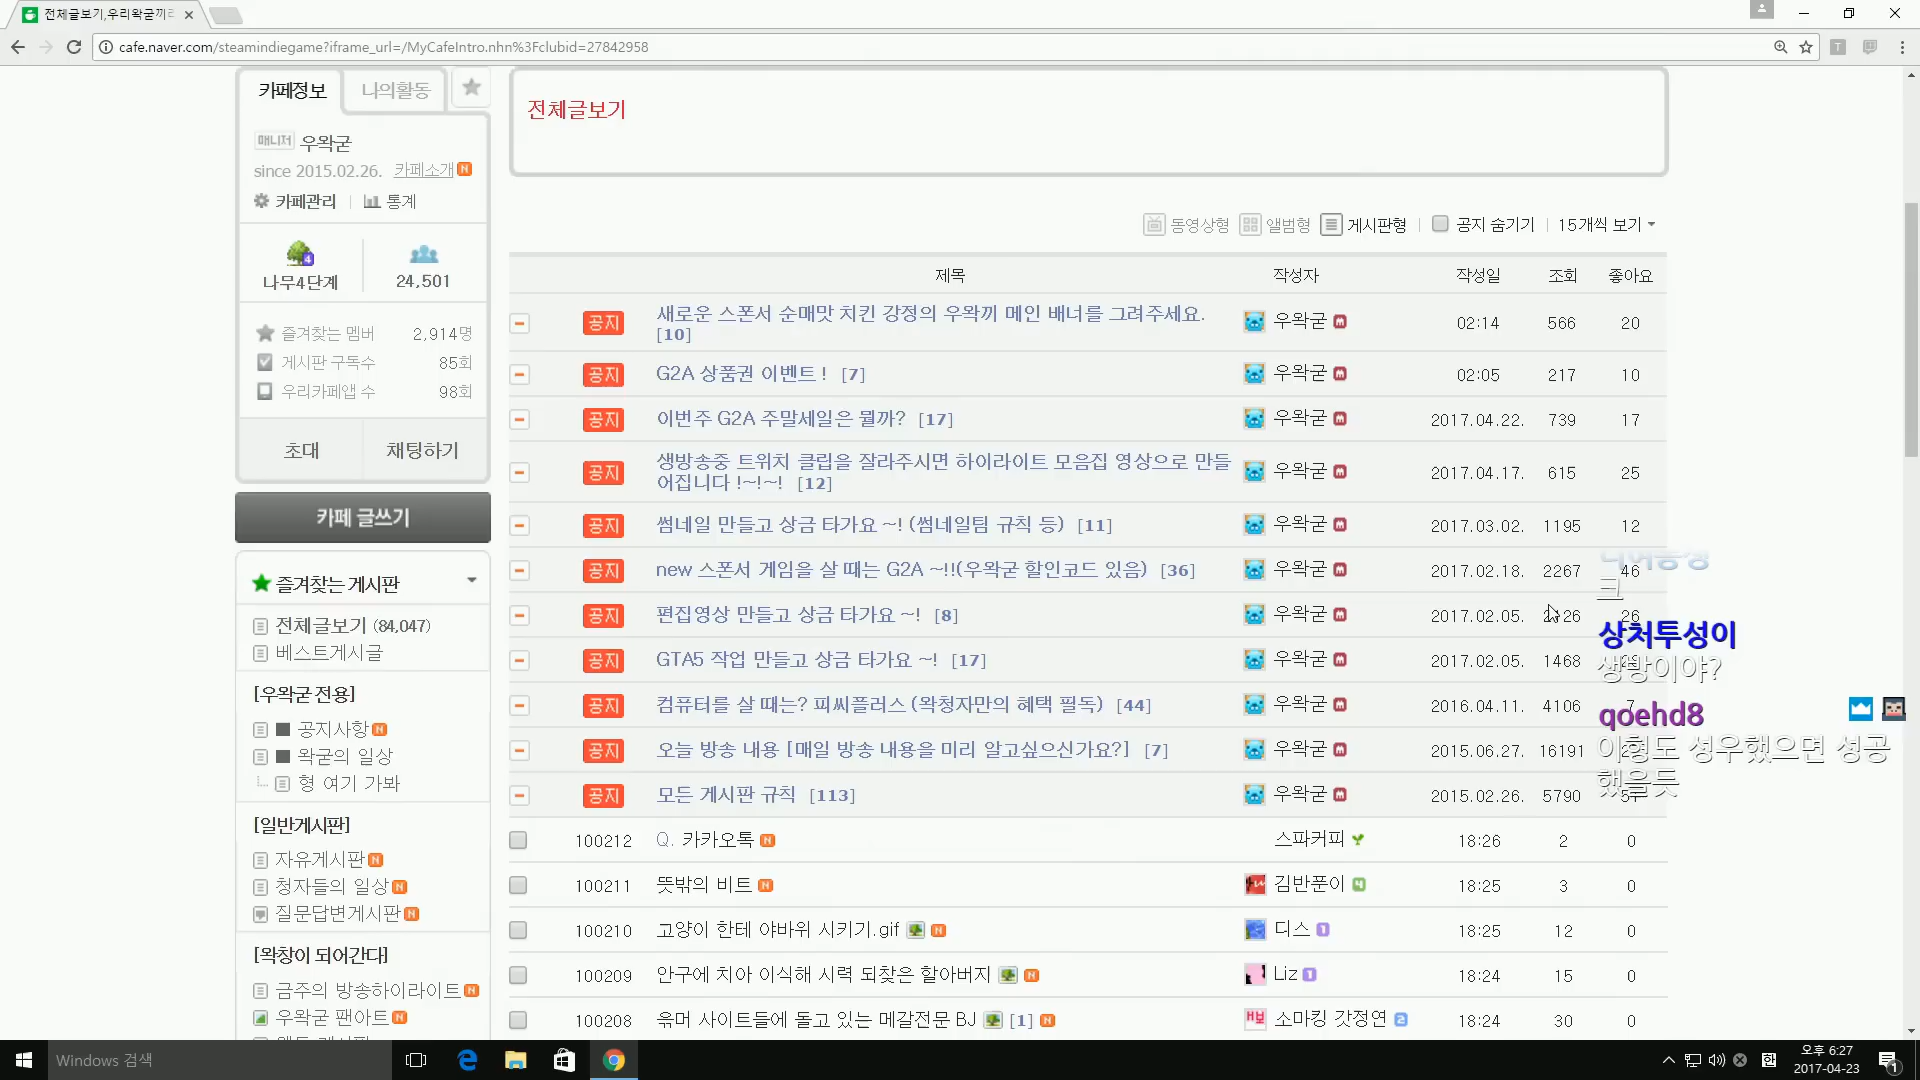 전체글보기,우리왁굳끼리
cafe.naver.com/steamindiegame?iframe_url=/MyCafeIntro.nhn%3Fclubid=27842958
카페정보 나의활동
매니저 우왁굳
since 2015.02.26. 카페소개 N
카페관리 통계
나무4단계 24,501
즐겨찾는 멤버 2,914명
게시판 구독수 85회
우리카페앱 수 98회
초대 채팅하기
카페 글쓰기
즐겨찾는 게시판
전체글보기 (84,047)
베스트게시글
[우왁굳 전용]
■ 공지사항 N
■ 왁굳의 일상
형 여기 가봐
[일반게시판]
자유게시판 N
청자들의 일상 N
질문답변게시판 N
[왁창이 되어간다]
금주의 방송하이라이트 N
우왁굳 팬아트 N
전체글보기
동영상형 앨범형 게시판형 공지 숨기기 15개씩 보기
제목 작성자 작성일 조회 좋아요
공지 새로운 스폰서 순매맛 치킨 강정의 우왁끼 메인 배너를 그려주세요. 우왁굳 02:14 566 20
[10]
공지 G2A 상품권 이벤트 ! [7] 우왁굳 02:05 217 10
공지 이번주 G2A 주말세일은 뭘까? [17] 우왁굳 2017.04.22. 739 17
공지 생방송중 트위치 클립을 잘라주시면 하이라이트 모음집 영상으로 만들 우왁굳 2017.04.17. 615 25
어집니다 !~!~! [12]
공지 썸네일 만들고 상금 타가요 ~! (썸네일팀 규칙 등) [11] 우왁굳 2017.03.02. 1195 12
공지 new 스폰서 게임을 살 때는 G2A ~!!(우왁굳 할인코드 있음) [36] 우왁굳 2017.02.18. 2267 46
공지 편집영상 만들고 상금 타가요 ~! [8] 우왁굳 2017.02.05. 26
공지 GTA5 작업 만들고 상금 타가요 ~! [17] 우왁굳 2017.02.05. 1468
공지 컴퓨터를 살 때는? 피씨플러스 (왁청자만의 혜택 필독) [44] 우왁굳 2016.04.11. 4106 7
공지 오늘 방송 내용 [매일 방송 내용을 미리 알고싶으신가요?] [7] 우왁굳 2015.06.27. 16191
공지 모든 게시판 규칙 [113] 우왁굳 2015.02.26. 5790
100212 Q. 카카오톡 N 스파커피 18:26 2 0
100211 뜻밖의 비트 N 김반푼이 4 18:25 3 0
100210 고양이 한테 야바위 시키기.gif N 디스 1 18:25 12 0
100209 안구에 치아 이식해 시력 되찾은 할아버지 N Liz 1 18:24 15 0
100208 유머 사이트들에 돌고 있는 메갈전문 BJ [1] N 소마킹 갓정연 2 18:24 30 0
크
상처투성이
생방이야?
qoehd8
이형도 성우했으면 성공
했을듯
Windows 검색
한
오후 6:27
2017-04-23
1